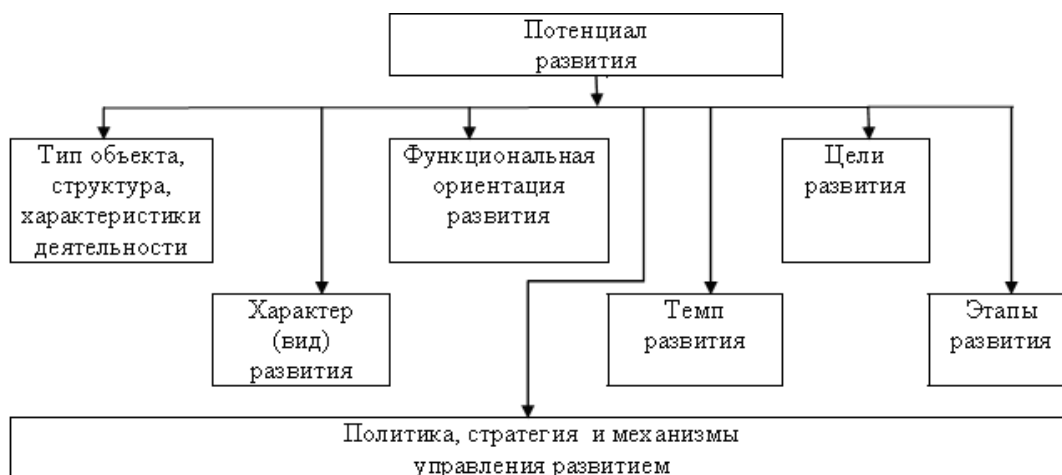 Потенциал
развития
Тип объекта,
структура,
характеристики
деятельности
Функциональная
ориентация
развития
Цели
развития
Характер
(вид)
развития
Темп
развития
Этапы
развития
Политика, стратегия и механизмы
управления развитием